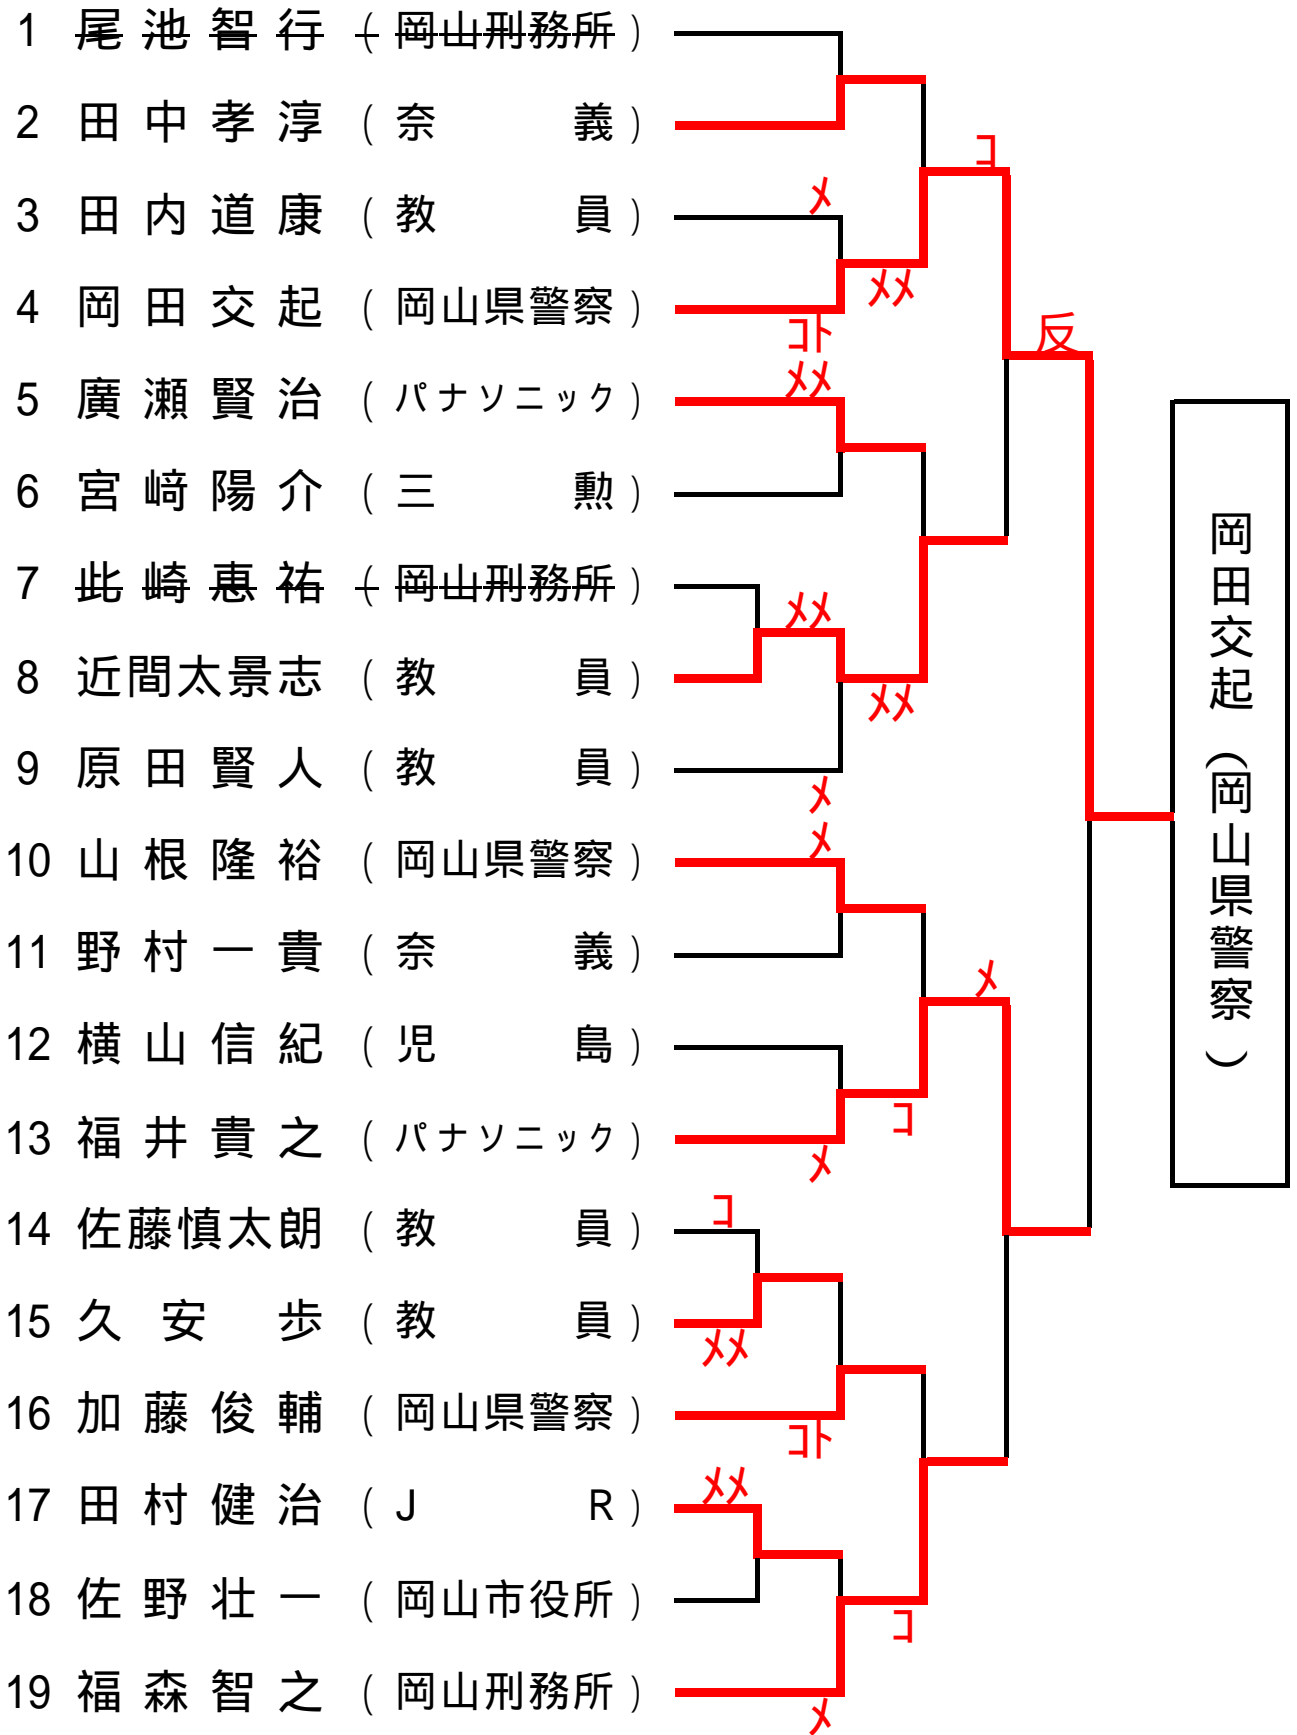 1 尾池智行 (岡山刑務所)
2 田中孝淳 (奈義)
コ
3 田内道康 (教員)
メ
メメ
4 岡田交起 (岡山県警察)
コト
反
メメ
5 廣瀬賢治 (パナソニック)
6 宮﨑陽介 (三勲)
7 此崎惠祐 (岡山刑務所)
メメ
8 近間太景志 (教員)
メメ
9 原田賢人 (教員)
メ
メ
10 山根隆裕 (岡山県警察)
11 野村一貴 (奈義)
メ
12 横山信紀 (児島)
コ
13 福井貴之 (パナソニック)
メ
コ
14 佐藤慎太朗 (教員)
15 久安歩 (教員)
メメ
16 加藤俊輔 (岡山県警察)
コト
メメ
17 田村健治 (JR)
18 佐野壮一 (岡山市役所)
コ
19 福森智之 (岡山刑務所)
メ
岡田交起(岡山県警察)